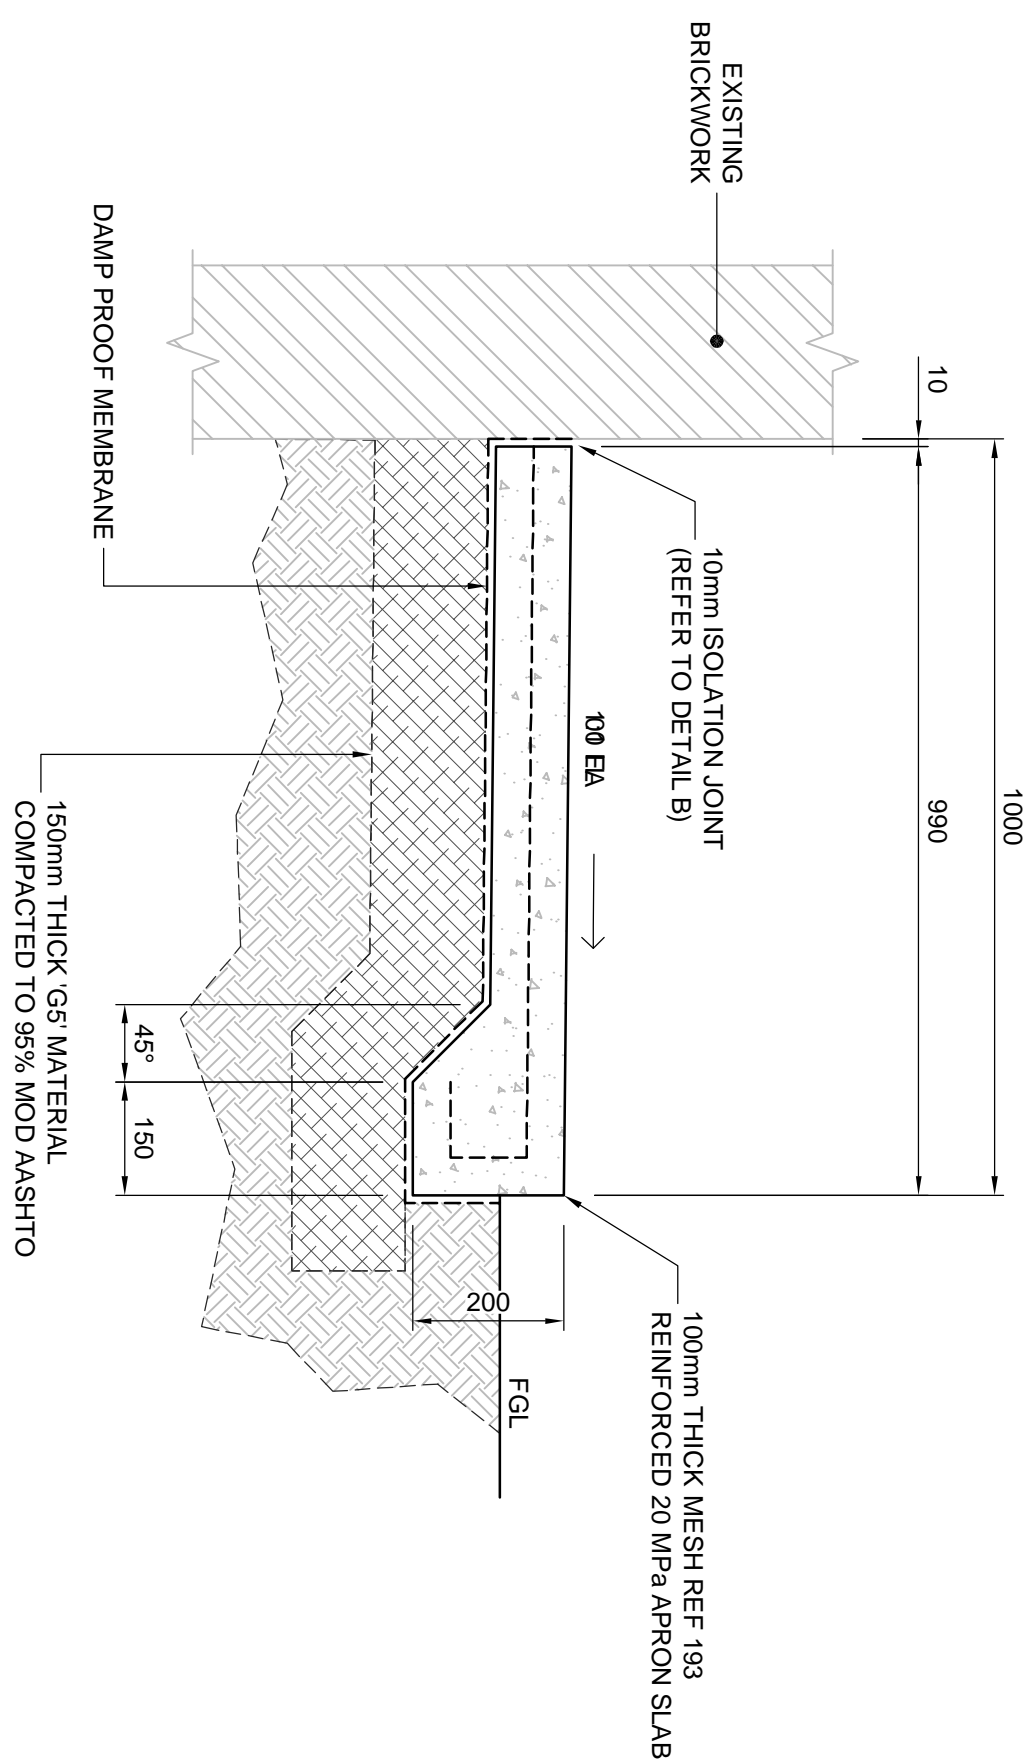 EXISTING
BRICKWORK
10
1000
990
10mm ISOLATION JOINT
(REFER TO DETAIL B)
100mm THICK MESH REF 193
REINFORCED 20 MPa APRON SLAB
FGL
200
DAMP PROOF MEMBRANE
45°
150
150mm THICK 'G5' MATERIAL
COMPACTED TO 95% MOD AASHTO